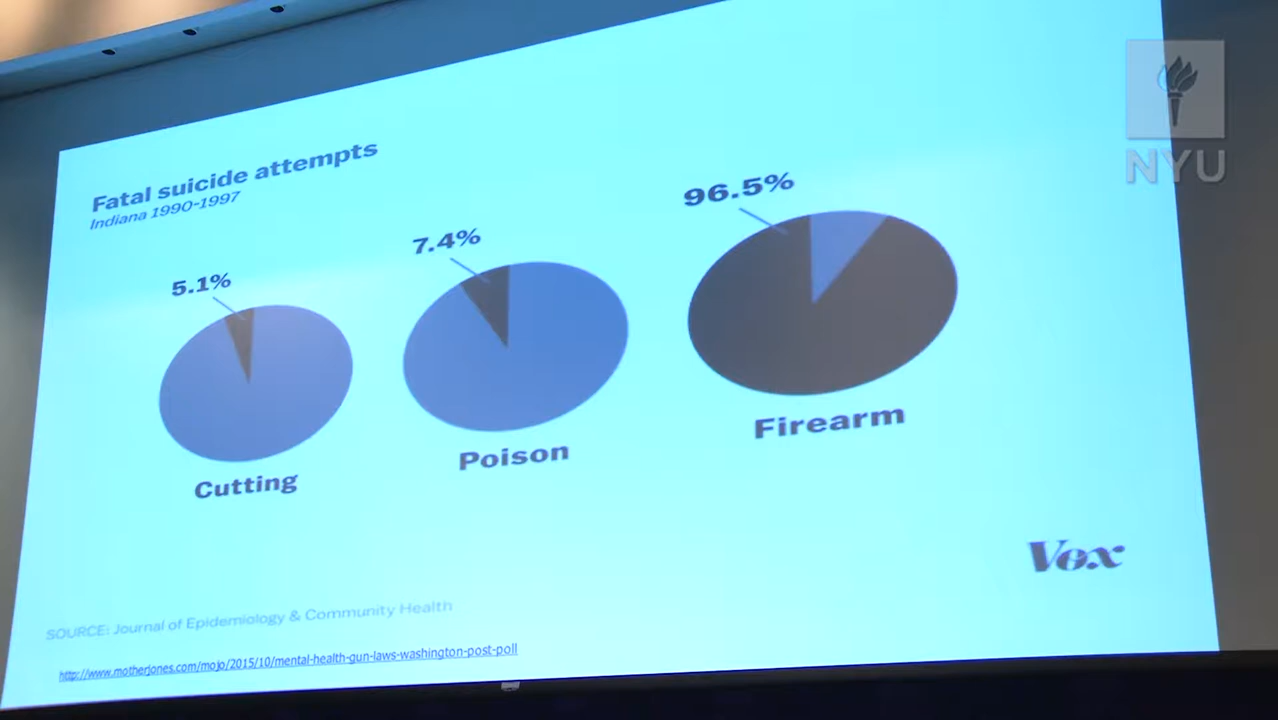 NYU
Fatal suicide attempts
Indiana 1990-1997
5.1%
7.4%
96.5%
Cutting
Poison
Firearm
Vox
SOURCE: Journal of Epidemiology & Community Health
http://www.motherjones.com/mojo/2015/10/mental-health-gun-laws-washington-post-poll